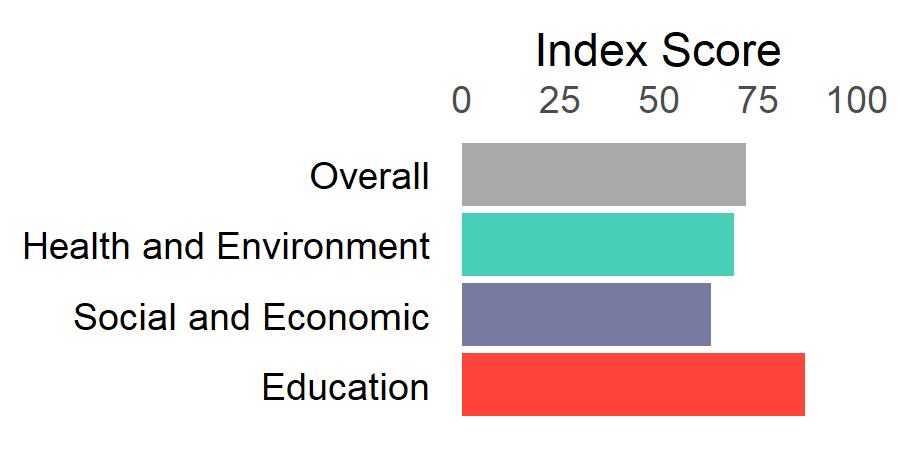 Index Score
0 25 50 75 100
Overall
Health and Environment
Social and Economic
Education